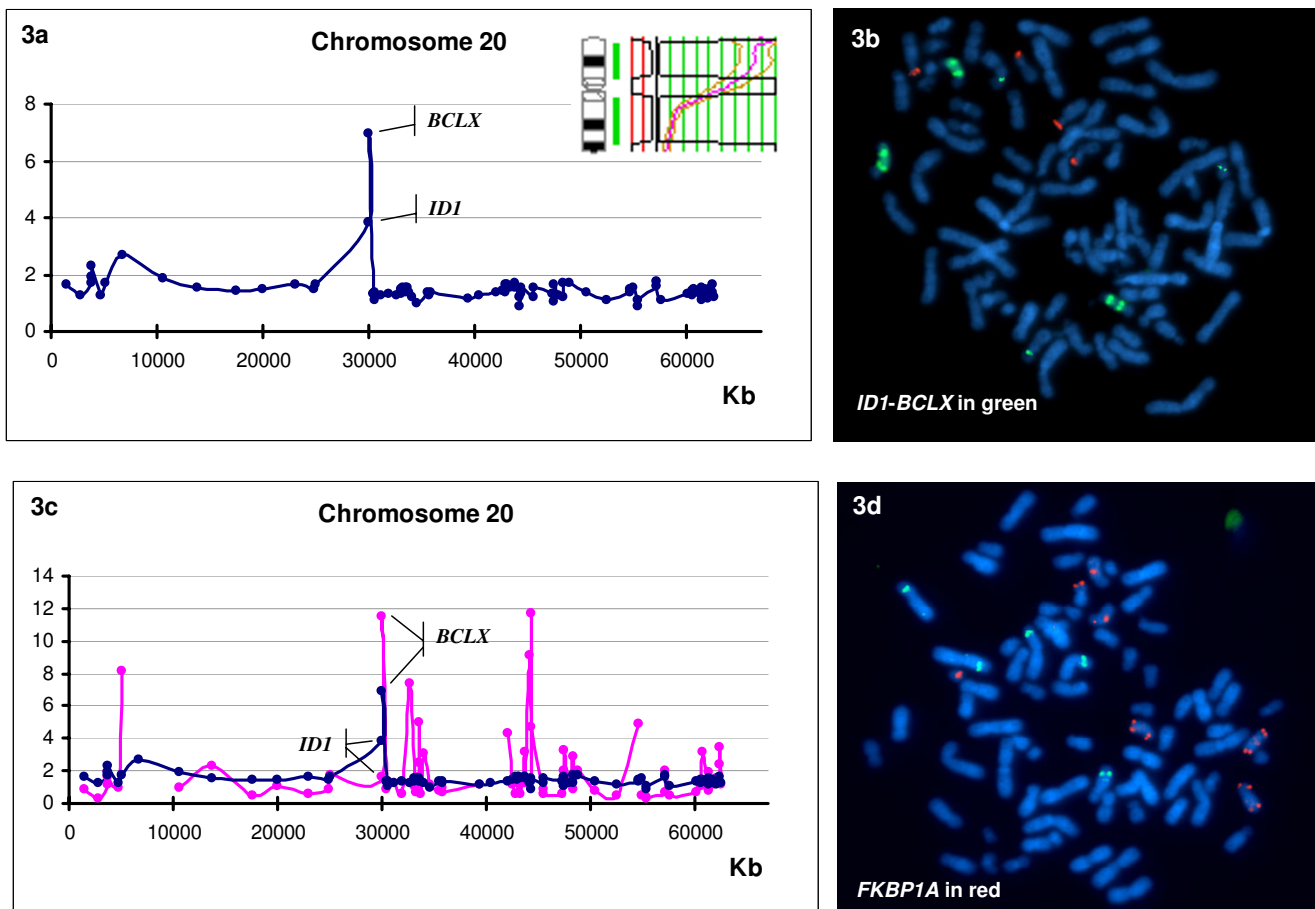 3a
Chromosome 20
8
BCLX
6
4
ID1
2
0
0 10000 20000 30000 40000 50000 60000
Kb
3b
ID1-BCLX in green
3c
Chromosome 20
14
12
BCLX
10
8
6
ID1
4
2
0
0 10000 20000 30000 40000 50000 60000
Kb
3d
FKBP1A in red